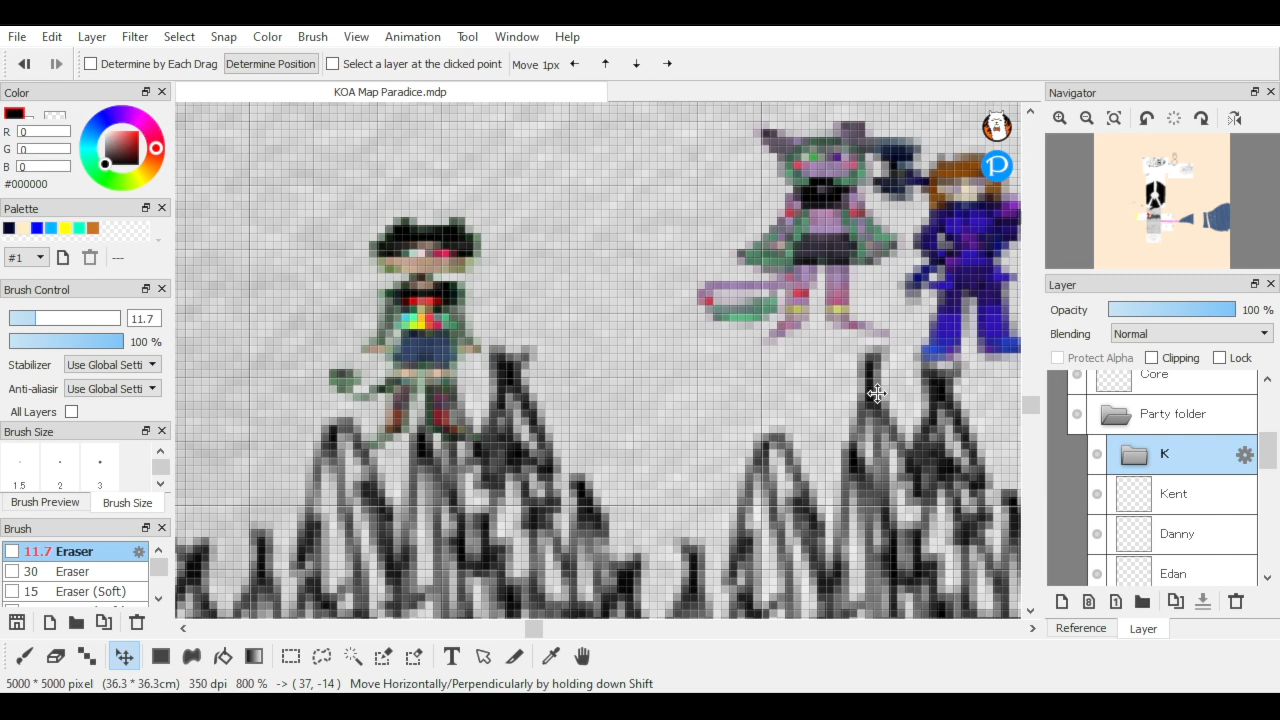 File Edit Layer Filter Select Snap Color Brush View Animation Tool Window Help
Determine by Each Drag Determine Position Select a layer at the clicked point Move 1px
Color
KOA Map Paradice.mdp
Navigator
R 0
G 0
B 0
#000000
Palette
#1 ---
Brush Control
11.7
100 %
Stabilizer Use Global Setti
Anti-aliasir Use Global Setti
All Layers
Brush Size
1.5 2 3
Brush Preview Brush Size
Brush
11.7 Eraser
30 Eraser
15 Eraser (Soft)
P
Layer
Opacity 100 %
Blending Normal
Protect Alpha Clipping Lock
Core
Party folder
K
Kent
Danny
Edan
8 1
Reference Layer
T
5000 * 5000 pixel (36.3 * 36.3cm) 350 dpi 800 % -> ( 37, -14 ) Move Horizontally/Perpendicularly by holding down Shift